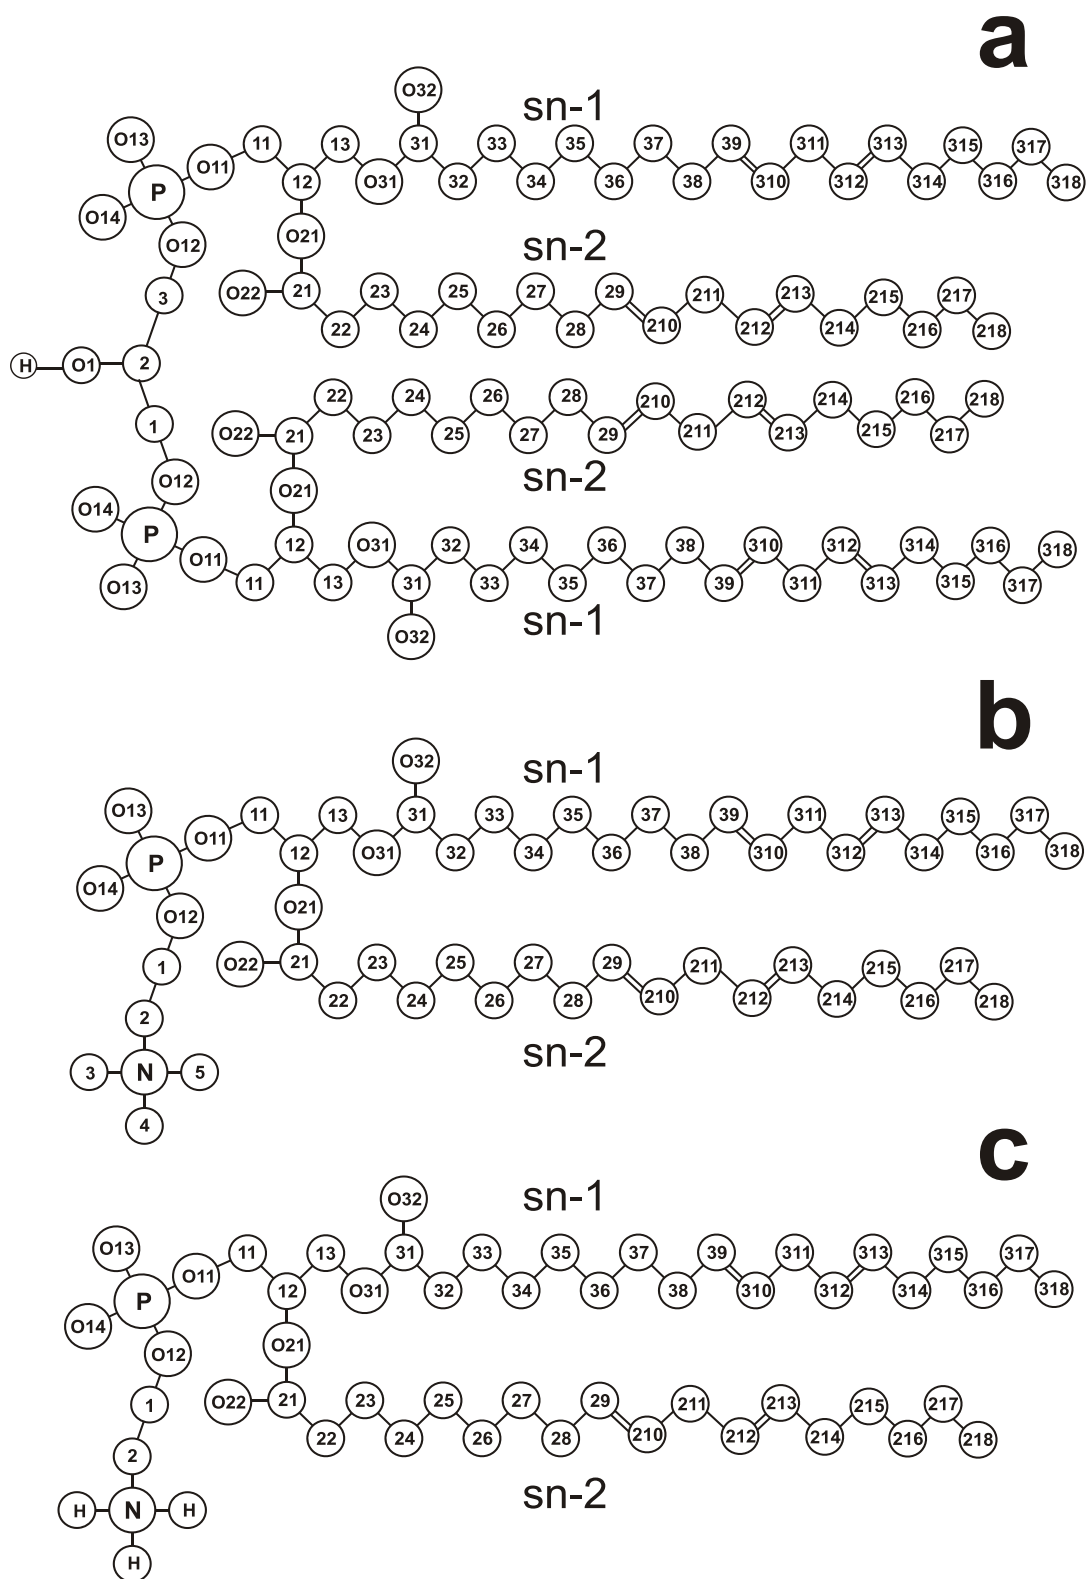 a
O32
sn-1
O13 O11 11 13 31 33 35 37 39 311 313 315 317
P 12 O31 32 34 36 38 310 312 314 316 318
O14
O12 O21
sn-2
3 O22 21 23 25 27 29 211 213 215 217
22 24 26 28 210 212 214 216 218
H O1 2
22 24 26 28 210 212 214 216 218
1 O22 21 23 25 27 29 211 213 215 217
O12 O21
sn-2
O14
P 12 O31 32 34 36 38 310 312 314 316 318
O13 O11 11 13 31 33 35 37 39 311 313 315 317
sn-1
O32
b
O32
sn-1
O13 O11 11 13 31 33 35 37 39 311 313 315 317
P 12 O31 32 34 36 38 310 312 314 316 318
O14
O12 O21
1 O22 21 23 25 27 29 211 213 215 217
22 24 26 28 210 212 214 216 218
2
sn-2
3 N 5
4
c
O32
sn-1
O13 O11 11 13 31 33 35 37 39 311 313 315 317
P 12 O31 32 34 36 38 310 312 314 316 318
O14
O12 O21
1 O22 21 23 25 27 29 211 213 215 217
22 24 26 28 210 212 214 216 218
2
sn-2
H N H
H